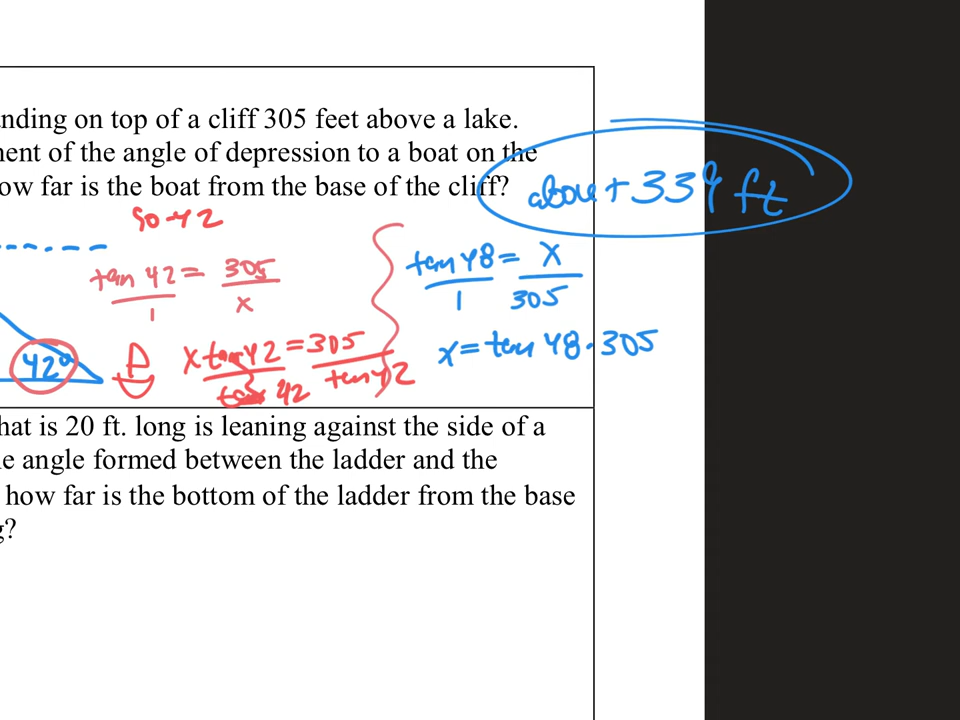 nding on top of a cliff 305 feet above a lake.
ent of the angle of depression to a boat on the
ow far is the boat from the base of the cliff?
about 339 ft
90-42
tan 42 = 305
1 x
x tan 42 = 305
tan 42 tan 42
tan 48 = x
1 305
x = tan 48 · 305
42°
hat is 20 ft. long is leaning against the side of a
e angle formed between the ladder and the
how far is the bottom of the ladder from the base
g?